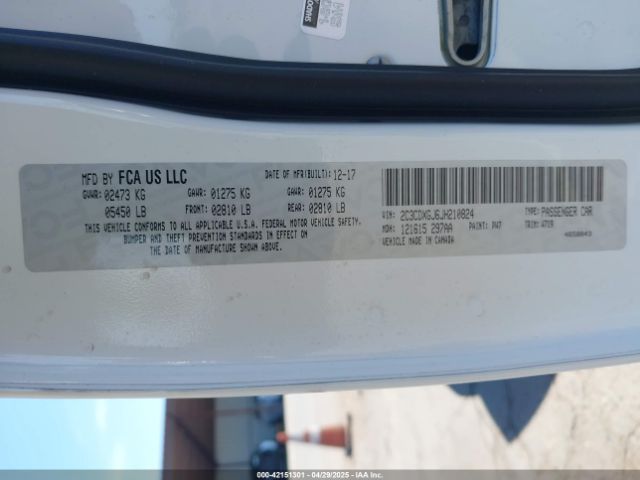 MFD BY FCA US LLC
DATE OF MFR(BUILT): 12-17
GVWR: 02473 KG GAWR: 01275 KG GAWR: 01275 KG
05450 LB FRONT: 02810 LB REAR: 02810 LB
THIS VEHICLE CONFORMS TO ALL APPLICABLE U.S.A. FEDERAL MOTOR VEHICLE SAFETY,
BUMPER AND THEFT PREVENTION STANDARDS IN EFFECT ON
THE DATE OF MANUFACTURE SHOWN ABOVE.
VIN: 2C3CDXGJ6JH210824 TYPE: PASSENGER CAR
MDH: 121615 297AA PAINT: PW7 TRIM: A7X9
VEHICLE MADE IN CANADA
000-42151301 - 04/29/2025 - IAA Inc.